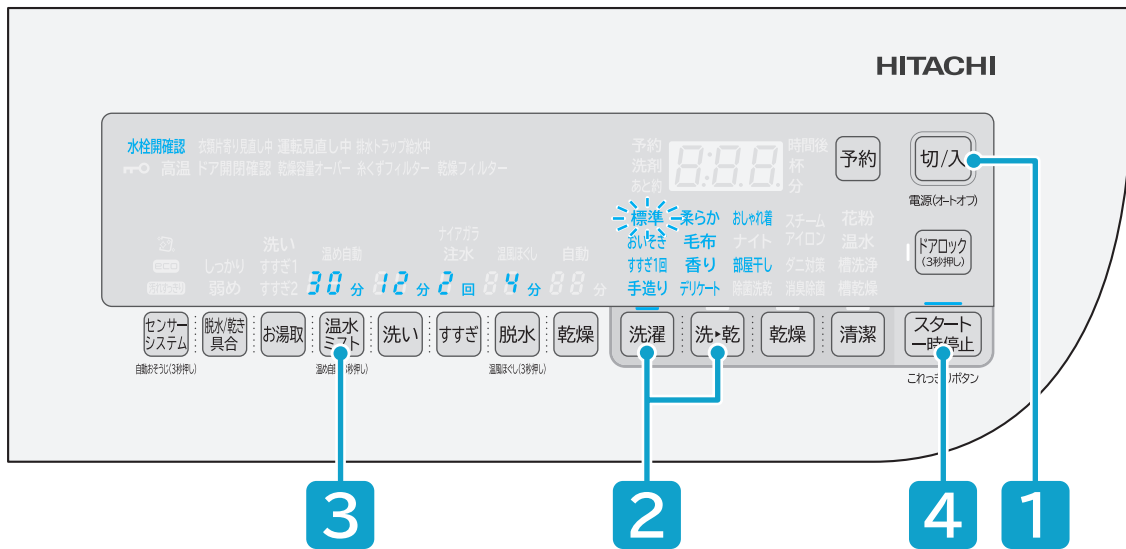 HITACHI
水栓開確認 衣類片寄り見直し中 運転見直し中 排水トラップ給水中
高温 ドア開閉確認 乾燥容量オーバー 糸くずフィルター 乾燥フィルター
予約 8:88 時間後
洗剤 杯
あと約 分
予約
切/入
電源(オートオフ)
標準 柔らか おしゃれ着 スチーム 花粉
おいそぎ 毛布 ナイト アイロン 温水
すすぎ1回 香り 部屋干し ダニ対策 槽洗浄
手造り デリケート 除菌洗乾 消臭除菌 槽乾燥
ドアロック
(3秒押し)
洗い 温め自動 ナイアガラ 温風ほぐし 自動
eco しっかり すすぎ1 注水
弱め すすぎ2 30 分 12 分 2 回 4 分 88 分
センサー
システム
脱水/乾き
具合
お湯取
温水
ミスト
洗い
すすぎ
脱水
乾燥
洗濯
洗▸乾
乾燥
清潔
スタート
一時停止
自動おそうじ(3秒押し)
温風ほぐし(3秒押し)
3
2
4
1